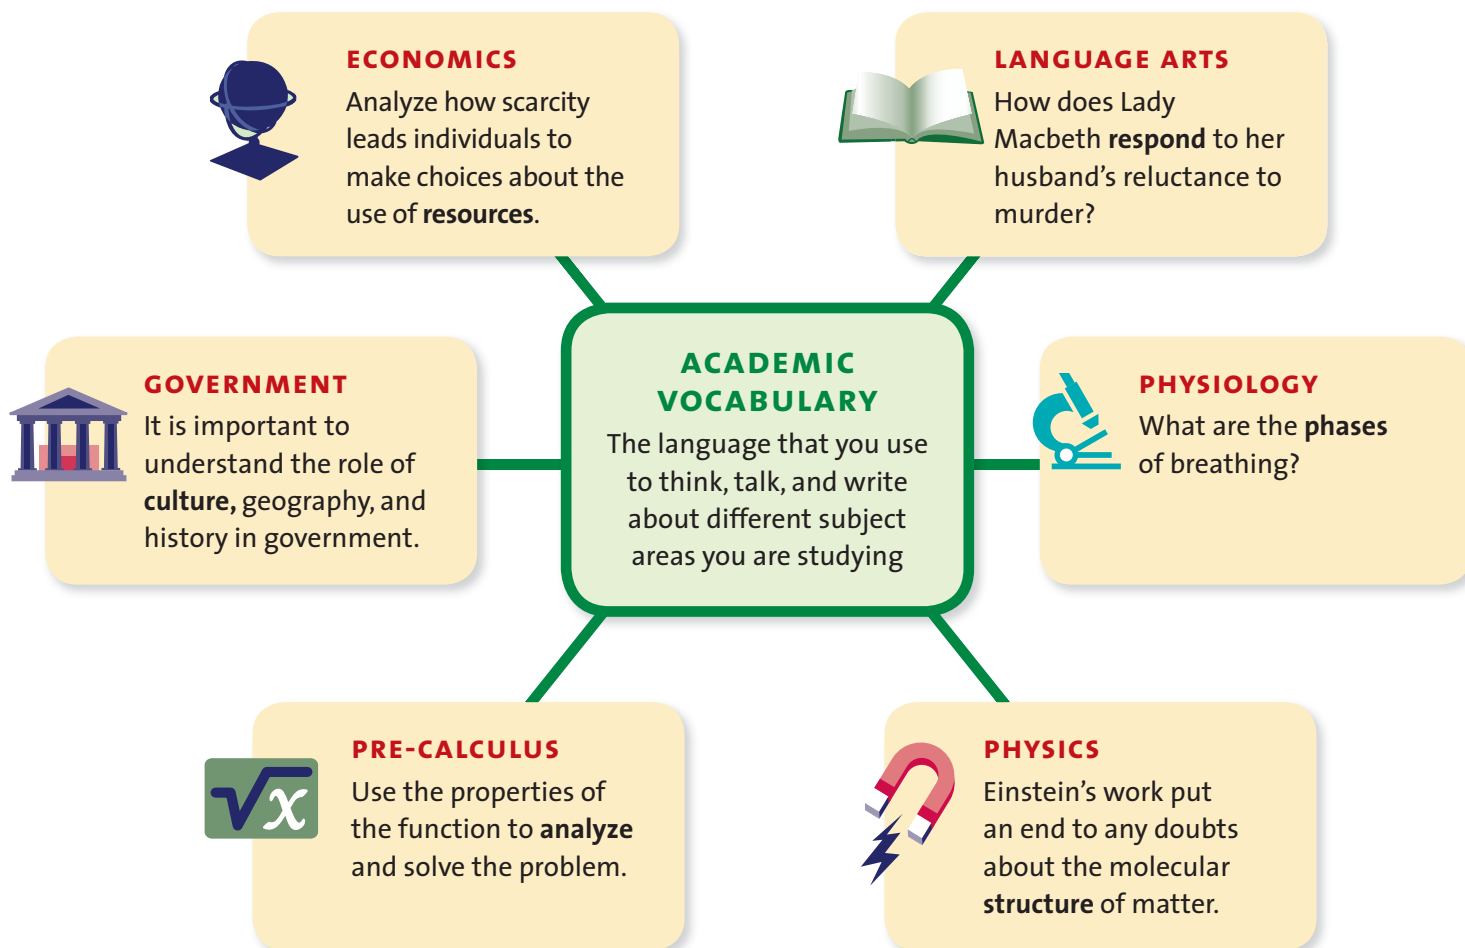 ECONOMICS
Analyze how scarcity
leads individuals to
make choices about the
use of resources.
LANGUAGE ARTS
How does Lady
Macbeth respond to her
husband’s reluctance to
murder?
GOVERNMENT
It is important to
understand the role of
culture, geography, and
history in government.
ACADEMIC
VOCABULARY
The language that you use
to think, talk, and write
about different subject
areas you are studying
PHYSIOLOGY
What are the phases
of breathing?
PRE-CALCULUS
Use the properties of
the function to analyze
and solve the problem.
√x
PHYSICS
Einstein’s work put
an end to any doubts
about the molecular
structure of matter.